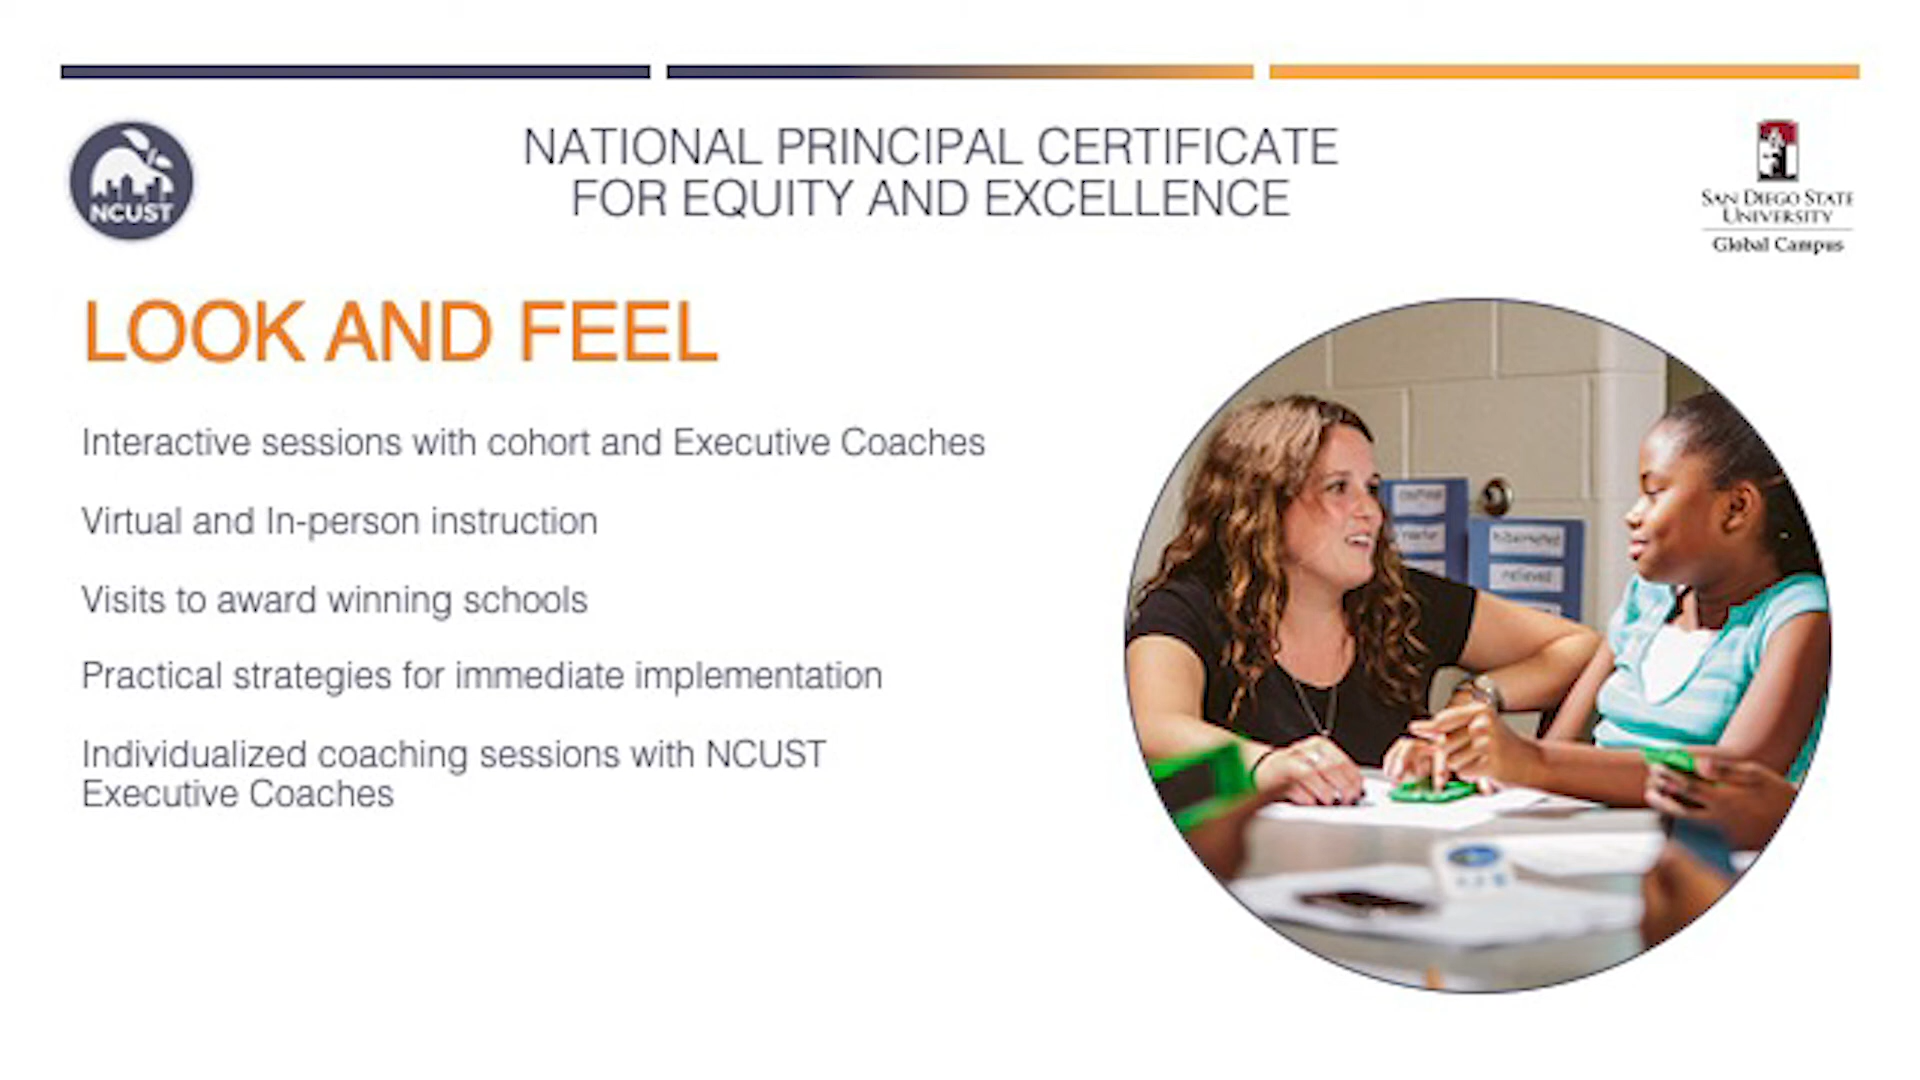 NATIONAL PRINCIPAL CERTIFICATE
FOR EQUITY AND EXCELLENCE
NCUST
SAN DIEGO STATE
UNIVERSITY
Global Campus
LOOK AND FEEL
Interactive sessions with cohort and Executive Coaches
Virtual and In-person instruction
Visits to award winning schools
Practical strategies for immediate implementation
Individualized coaching sessions with NCUST
Executive Coaches
hibernated
relieved